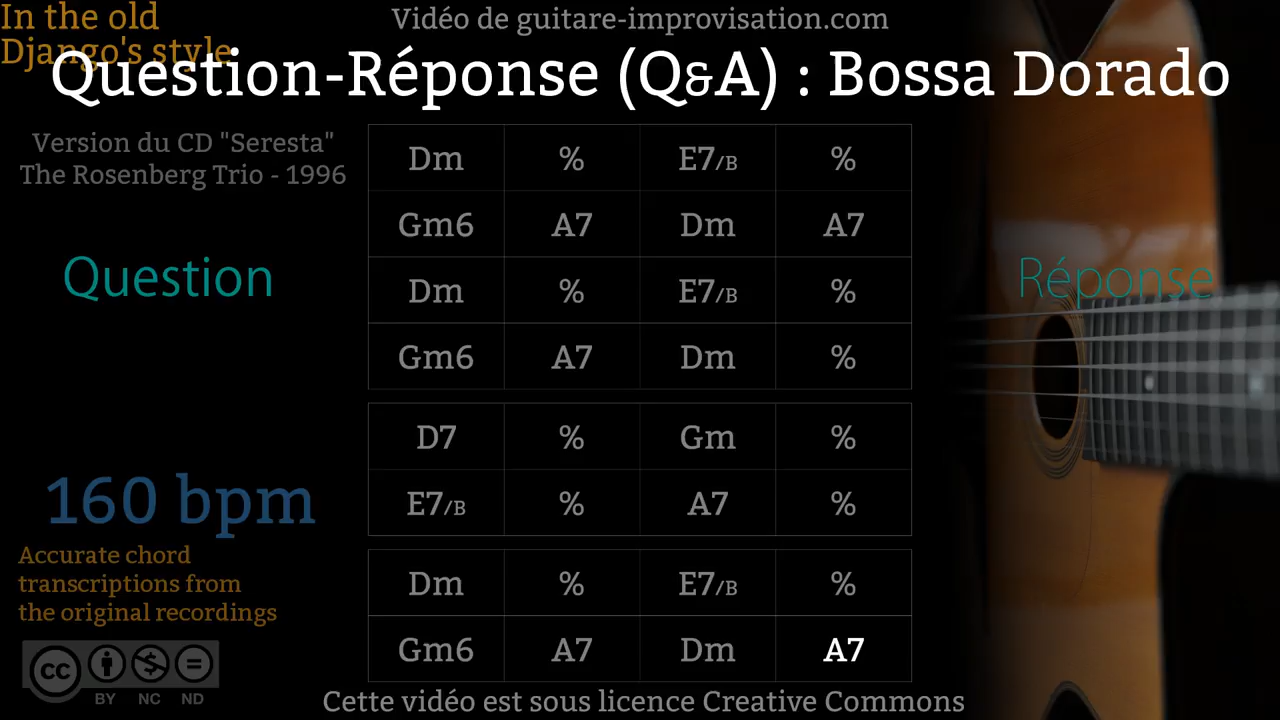 In the old
Django's style
Vidéo de guitare-improvisation.com
Question-Réponse (Q&A) : Bossa Dorado
Version du CD "Seresta"
The Rosenberg Trio - 1996
Question
Réponse
Dm % E7/B %
Gm6 A7 Dm A7
Dm % E7/B %
Gm6 A7 Dm %
D7 % Gm %
E7/B % A7 %
Dm % E7/B %
Gm6 A7 Dm A7
160 bpm
Accurate chord
transcriptions from
the original recordings
cc
BY NC ND
Cette vidéo est sous licence Creative Commons